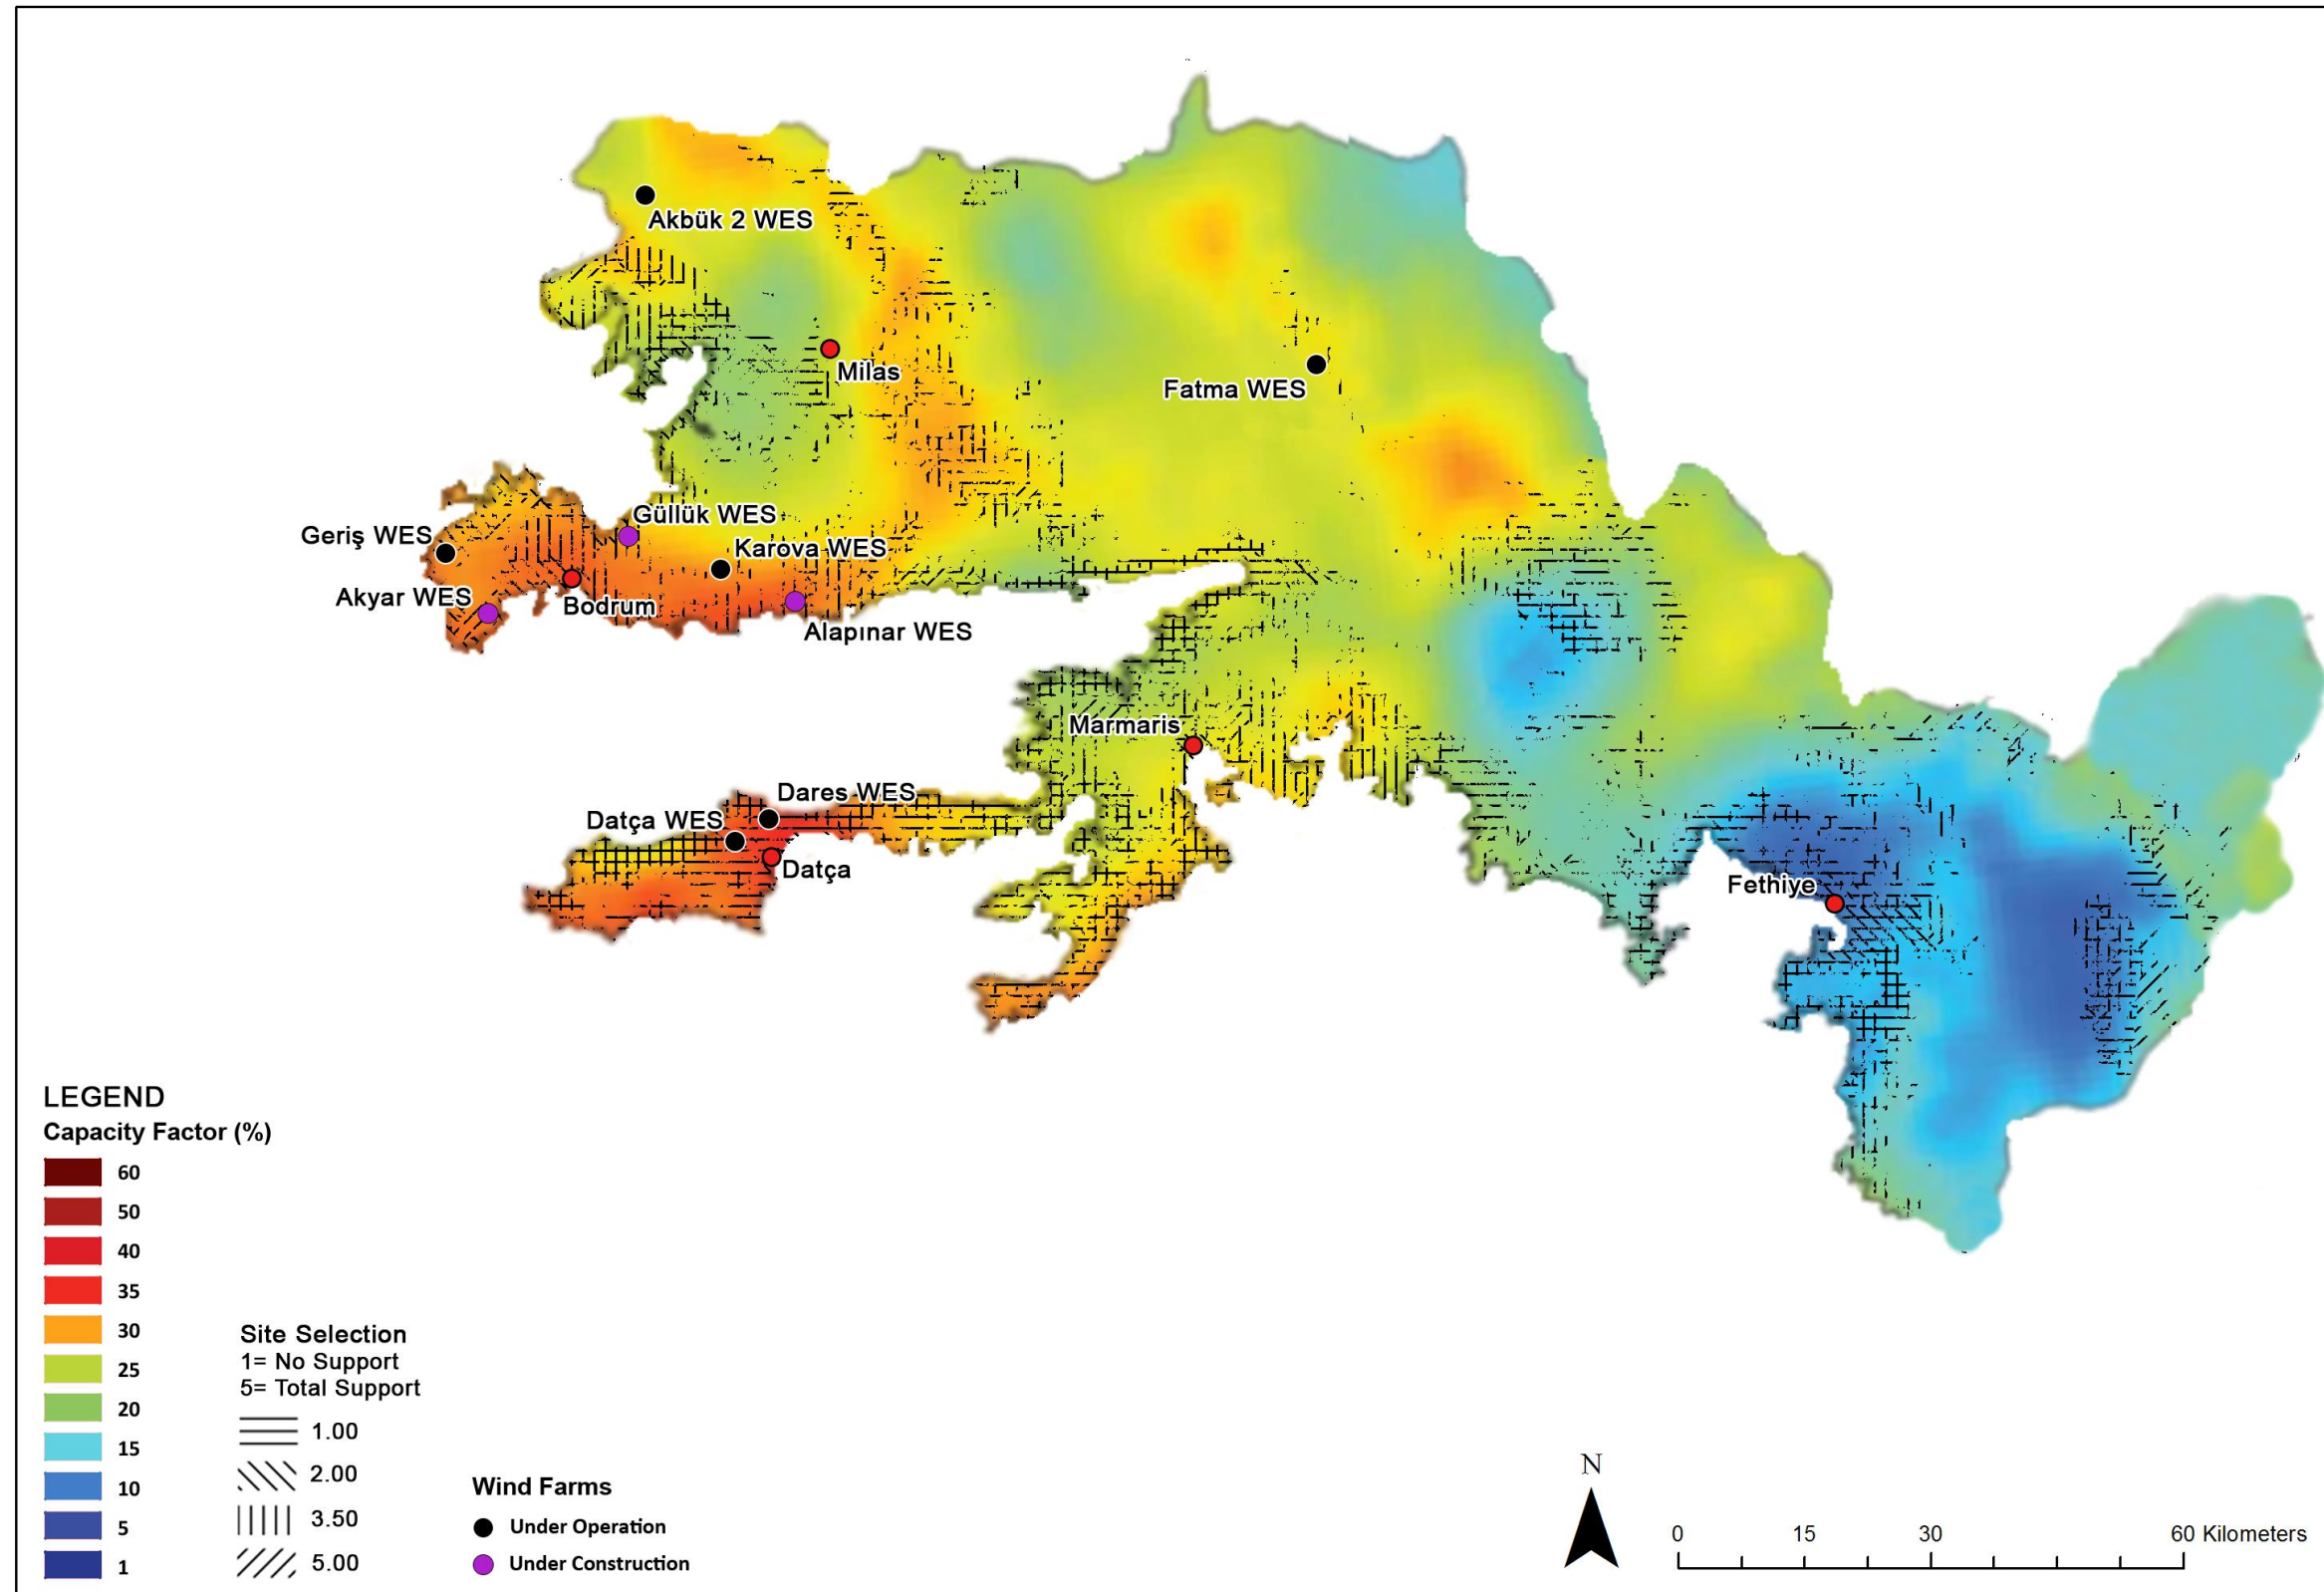 Akbük 2 WES
Milas
Fatma WES
Güllük WES
Geriş WES
Karova WES
Akyar WES
Bodrum
Alapınar WES
Marmaris
Dares WES
Datça WES
Datça
Fethiye
LEGEND
Capacity Factor (%)
60
50
40
35
30
25
20
15
10
5
1
Site Selection
1= No Support
5= Total Support
1.00
2.00
3.50
5.00
Wind Farms
Under Operation
Under Construction
N
0 15 30 60 Kilometers